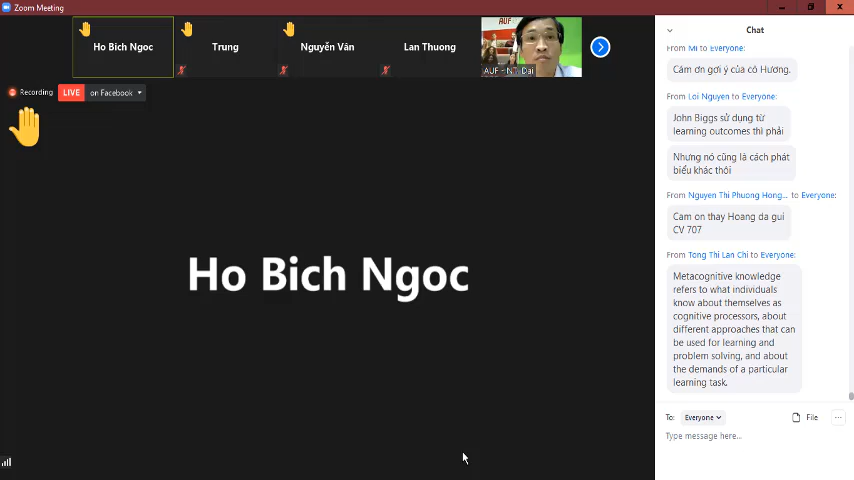 Zoom Meeting
Ho Bich Ngoc
Trung
Nguyễn Vân
Lan Thuong
AUF
AUF - NT. Dai
Recording
LIVE
on Facebook
Ho Bich Ngoc
Chat
From Mi to Everyone:
Cám ơn gợi ý của cô Hương.
From Loi Nguyen to Everyone:
John Biggs sử dụng từ
learning outcomes thì phải
Nhưng nó cũng là cách phát
biểu khác thôi
From Nguyen Thi Phuong Hong... to Everyone:
Cam on thay Hoang da gui
CV 707
From Tong Thi Lan Chi to Everyone:
Metacognitive knowledge
refers to what individuals
know about themselves as
cognitive processors, about
different approaches that can
be used for learning and
problem solving, and about
the demands of a particular
learning task.
To: Everyone
File
Type message here...